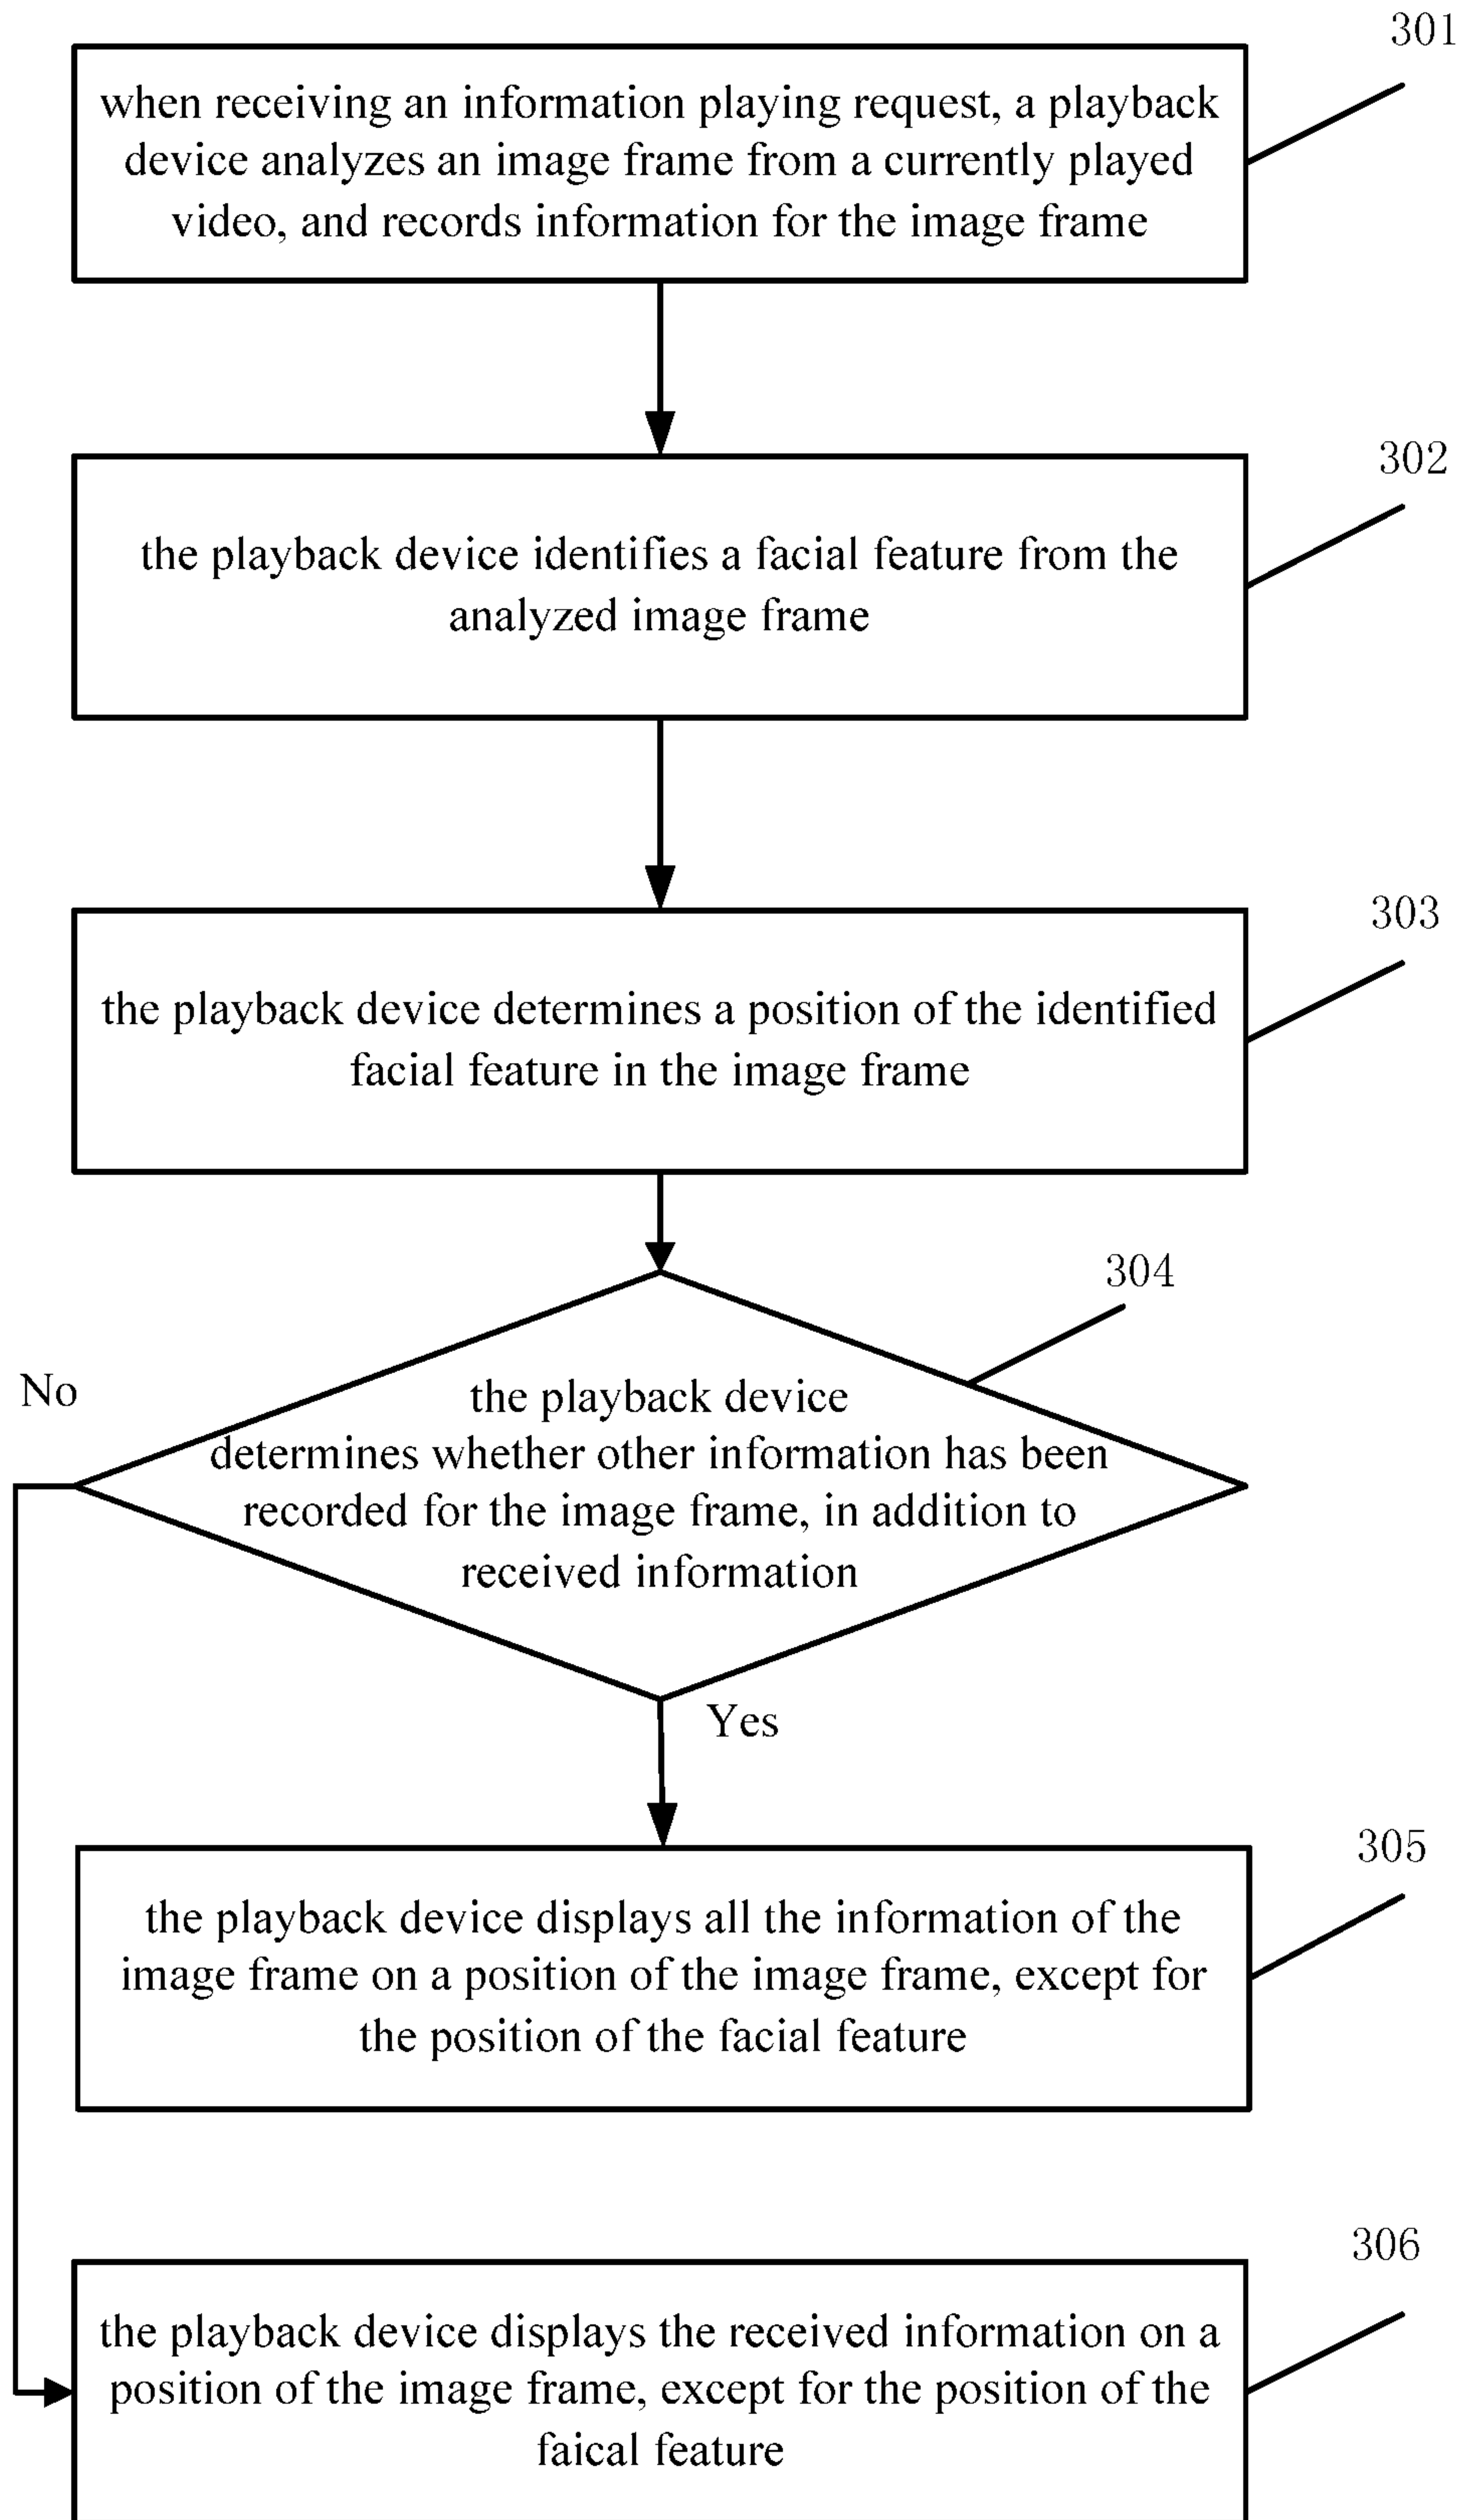 301
when receiving an information playing request, a playback
device analyzes an image frame from a currently played
video, and records information for the image frame
302
the playback device identifies a facial feature from the
analyzed image frame
303
the playback device determines a position of the identified
facial feature in the image frame
304
No
the playback device
determines whether other information has been
recorded for the image frame, in addition to
received information
Yes
305
the playback device displays all the information of the
image frame on a position of the image frame, except for
the position of the facial feature
306
the playback device displays the received information on a
position of the image frame, except for the position of the
faical feature